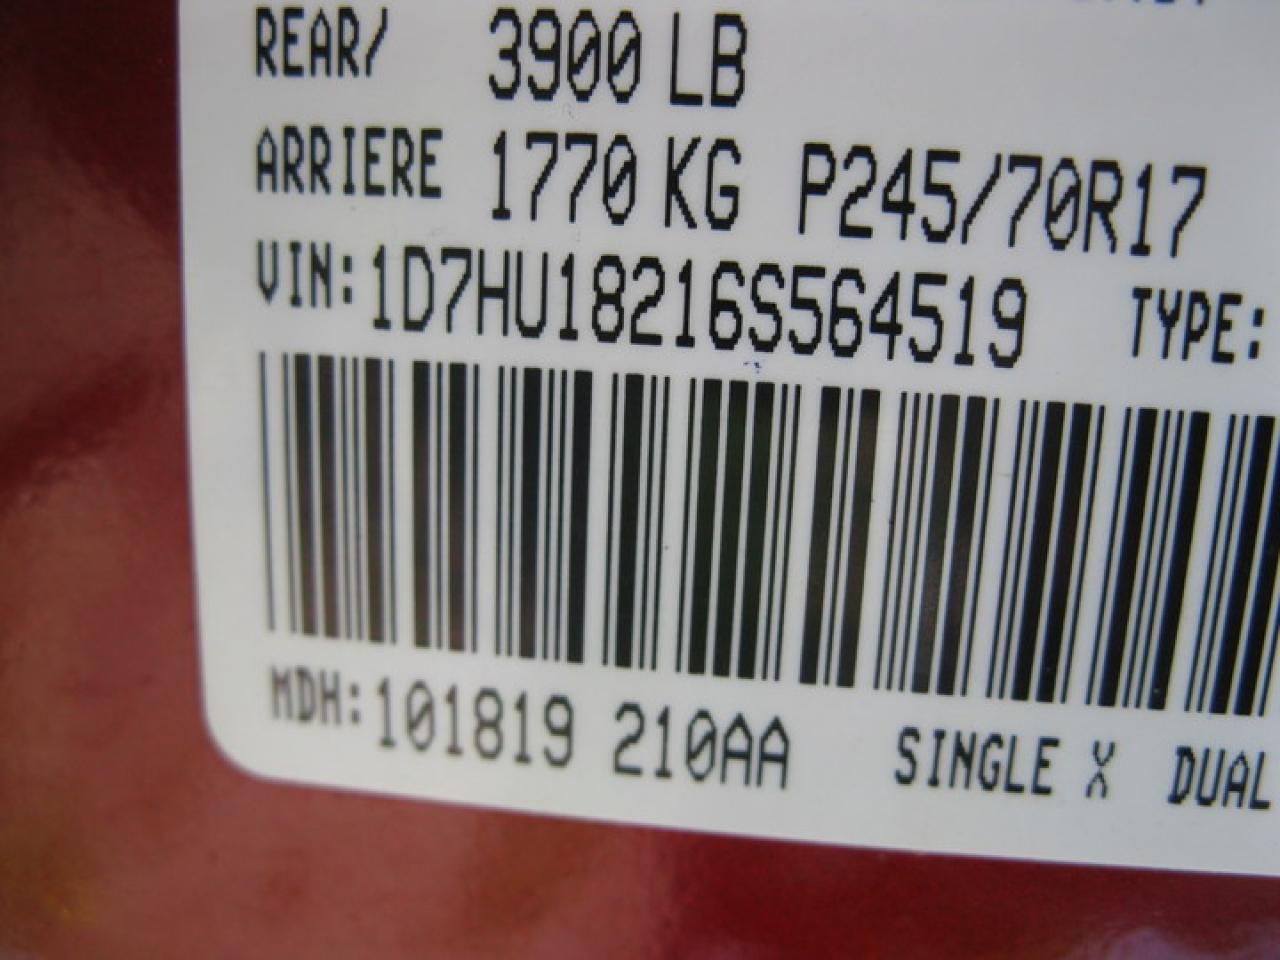 REAR/ 3900 LB
ARRIERE 1770 KG P245/70R17
VIN: 1D7HU18216S564519 TYPE:
MDH: 101819 210AA SINGLE X DUAL